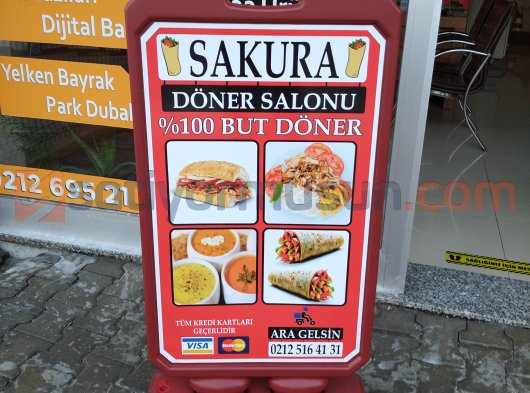 Dijital Ba
Yelken Bayrak
Park Dubal
0212 695 21
SAKURA
DÖNER SALONU
%100 BUT DÖNER
TÜM KREDİ KARTLARI
GEÇERLİDİR
VISA
MasterCard
ARA GELSİN
0212 516 41 31